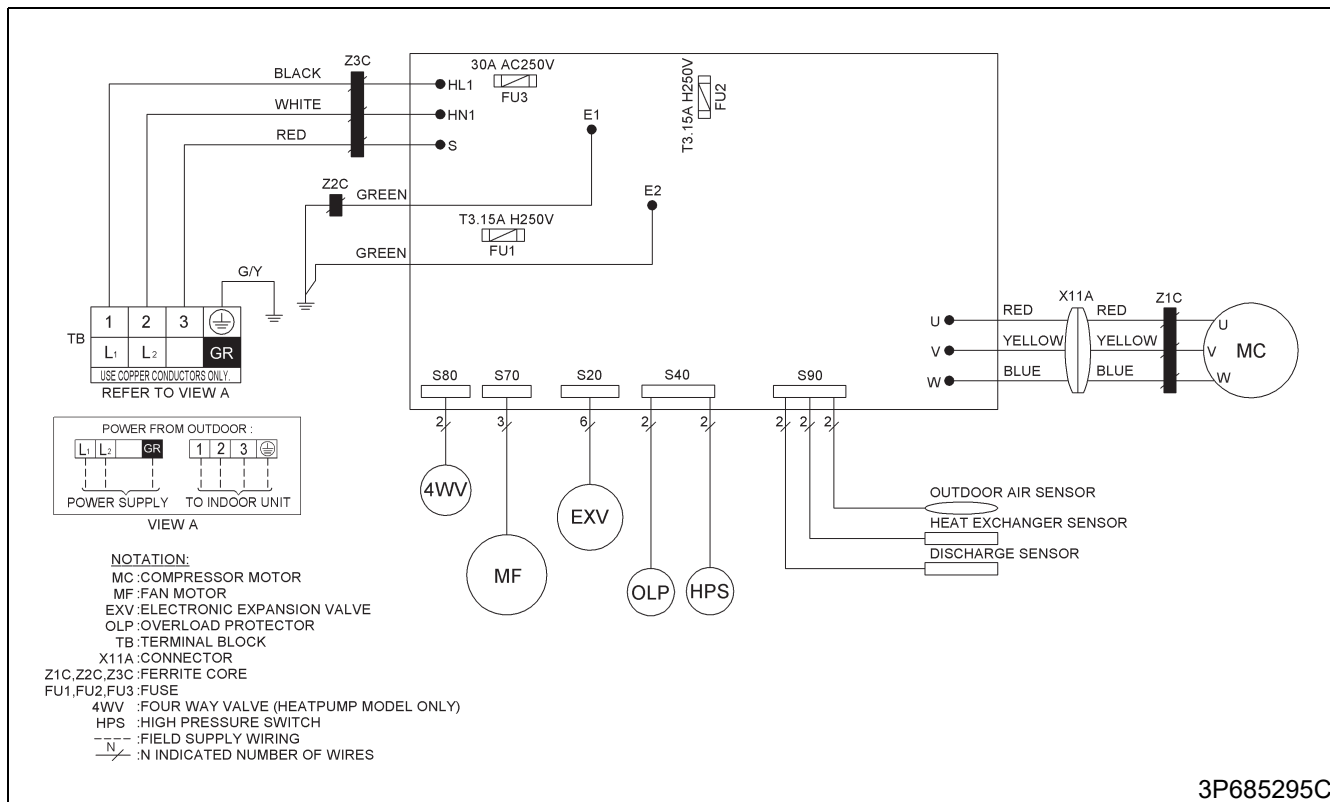 Z3C
BLACK
WHITE
RED
HL1
HN1
S
30A AC250V
FU3
T3.15A H250V
FU2
E1
E2
Z2C
GREEN
T3.15A H250V
FU1
GREEN
G/Y
TB
1 2 3
L1 L2 GR
USE COPPER CONDUCTORS ONLY.
REFER TO VIEW A
POWER FROM OUTDOOR :
L1 L2 GR 1 2 3
POWER SUPPLY TO INDOOR UNIT
VIEW A
U RED X11A RED Z1C U
V YELLOW YELLOW V MC
W BLUE BLUE W
S80 S70 S20 S40 S90
2 3 6 2 2 2 2 2
4WV
MF
EXV
OLP
HPS
OUTDOOR AIR SENSOR
HEAT EXCHANGER SENSOR
DISCHARGE SENSOR
NOTATION:
MC :COMPRESSOR MOTOR
MF :FAN MOTOR
EXV :ELECTRONIC EXPANSION VALVE
OLP :OVERLOAD PROTECTOR
TB :TERMINAL BLOCK
X11A :CONNECTOR
Z1C,Z2C,Z3C :FERRITE CORE
FU1,FU2,FU3 :FUSE
4WV :FOUR WAY VALVE (HEATPUMP MODEL ONLY)
HPS :HIGH PRESSURE SWITCH
---- :FIELD SUPPLY WIRING
N :N INDICATED NUMBER OF WIRES
3P685295C